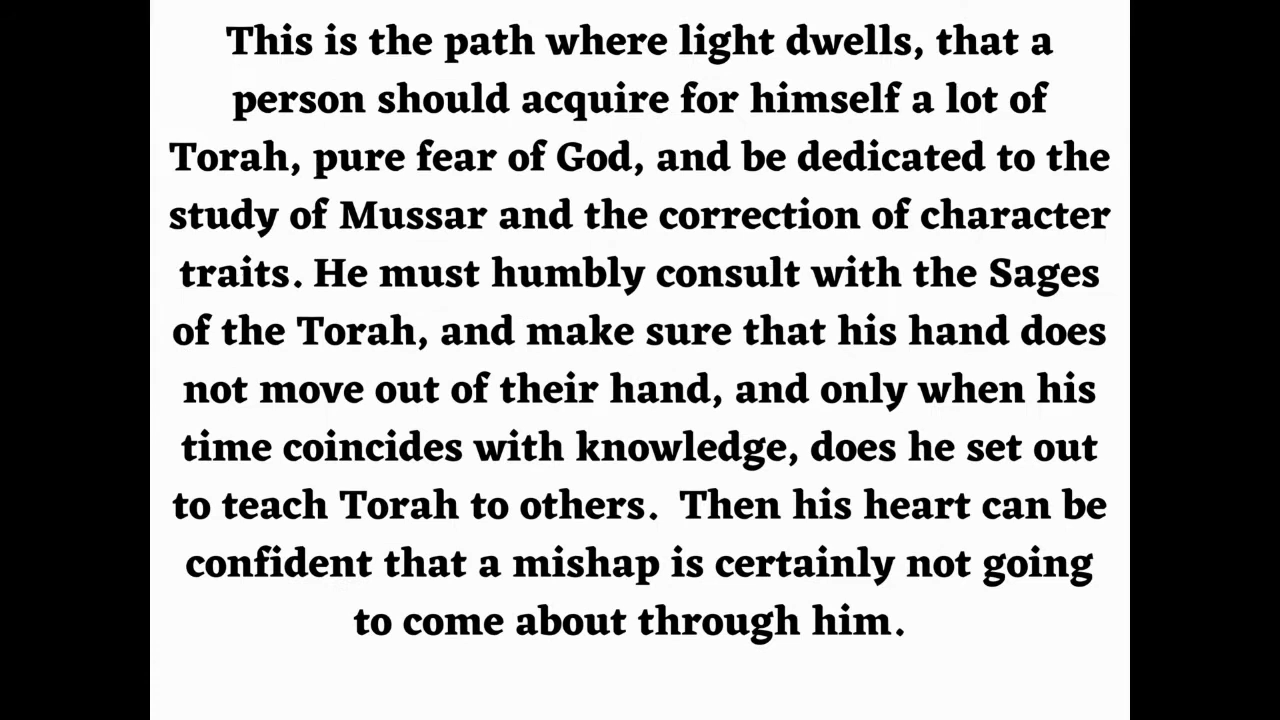 This is the path where light dwells, that a
person should acquire for himself a lot of
Torah, pure fear of God, and be dedicated to the
study of Mussar and the correction of character
traits. He must humbly consult with the Sages
of the Torah, and make sure that his hand does
not move out of their hand, and only when his
time coincides with knowledge, does he set out
to teach Torah to others.  Then his heart can be
confident that a mishap is certainly not going
to come about through him.